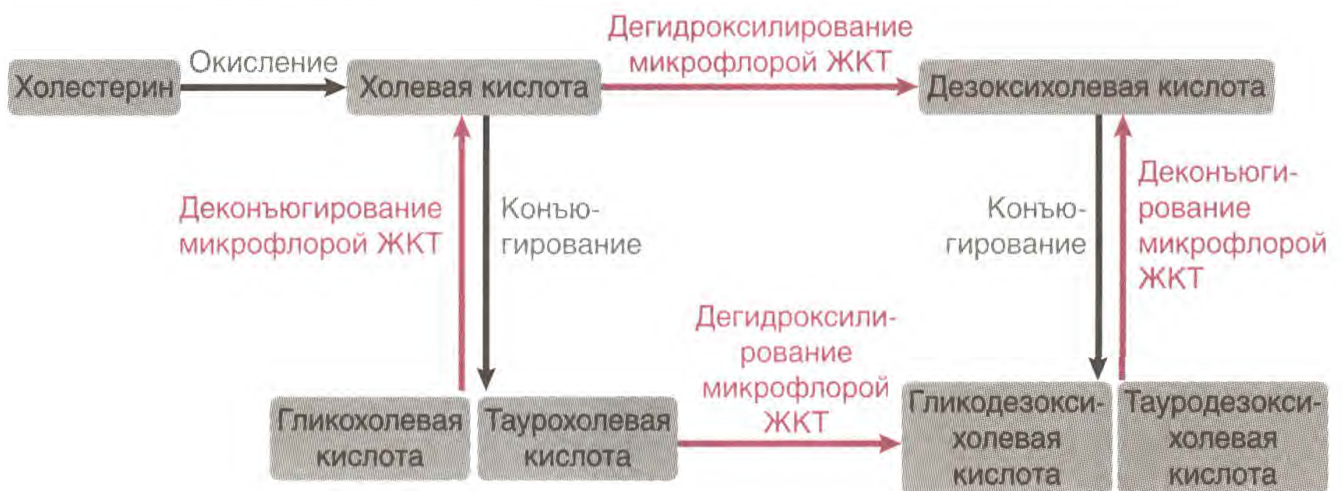 Холестерин
Окисление
Холевая кислота
Дегидроксилирование
микрофлорой ЖКТ
Дезоксихолевая кислота
Деконъюгирование
микрофлорой ЖКТ
Конъю-
гирование
Конъю-
гирование
Деконъюги-
рование
микрофлорой
ЖКТ
Гликохолевая
кислота
Таурохолевая
кислота
Дегидроксили-
рование
микрофлорой
ЖКТ
Гликодезокси-
холевая
кислота
Тауродезокси-
холевая
кислота